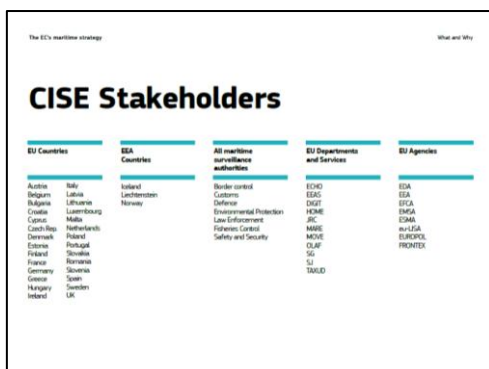 The EC's maritime strategy
What and Why
CISE Stakeholders
EU Countries
Austria
Belgium
Bulgaria
Croatia
Cyprus
Czech Rep.
Denmark
Estonia
Finland
France
Germany
Greece
Hungary
Ireland
Italy
Latvia
Lithuania
Luxembourg
Malta
Netherlands
Poland
Portugal
Slovakia
Romania
Slovenia
Spain
Sweden
UK
EEA
Countries
Iceland
Liechtenstein
Norway
All maritime
surveillance
authorities
Border control
Customs
Defence
Environmental Protection
Law Enforcement
Fisheries Control
Safety and Security
EU Departments
and Services
ECHO
EEAS
DIGIT
HOME
JRC
MARE
MOVE
OLAF
SG
SJ
TAXUD
EU Agencies
EDA
EEA
EFCA
EMSA
ESMA
eu-LISA
EUROPOL
FRONTEX